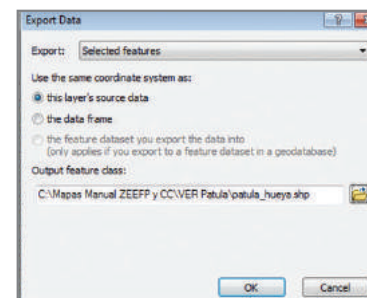 Export Data
Export: Selected features
Use the same coordinate system as:
this layer's source data
the data frame
the feature dataset you export the data into
(only applies if you export to a feature dataset in a geodatabase)
Output feature class:
C:\Mapas Manual ZEEFP y CC\VER Patula\patula_hueya.shp
OK Cancel